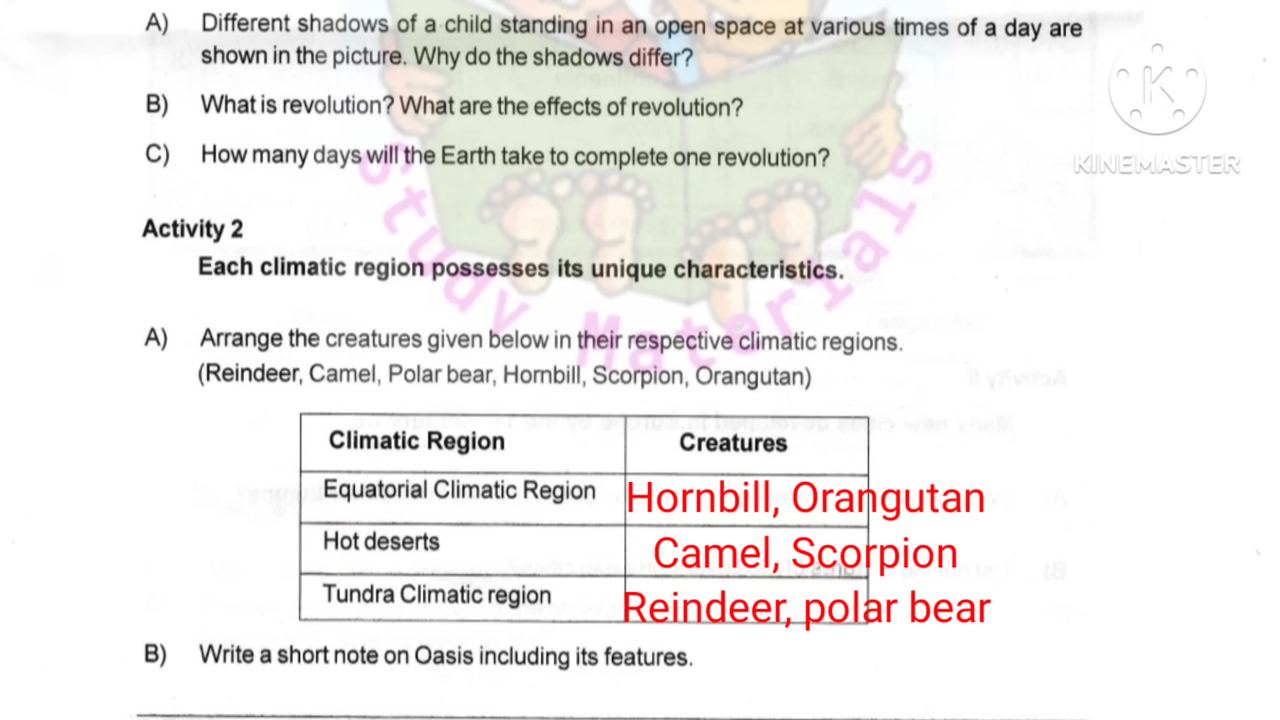 A) Different shadows of a child standing in an open space at various times of a day are
shown in the picture. Why do the shadows differ?
B) What is revolution? What are the effects of revolution?
C) How many days will the Earth take to complete one revolution?
KINEMASTER
Study Materials
Activity 2
Each climatic region possesses its unique characteristics.
A) Arrange the creatures given below in their respective climatic regions.
(Reindeer, Camel, Polar bear, Hornbill, Scorpion, Orangutan)
Climatic Region Creatures
Equatorial Climatic Region Hornbill, Orangutan
Hot deserts Camel, Scorpion
Tundra Climatic region Reindeer, polar bear
B) Write a short note on Oasis including its features.